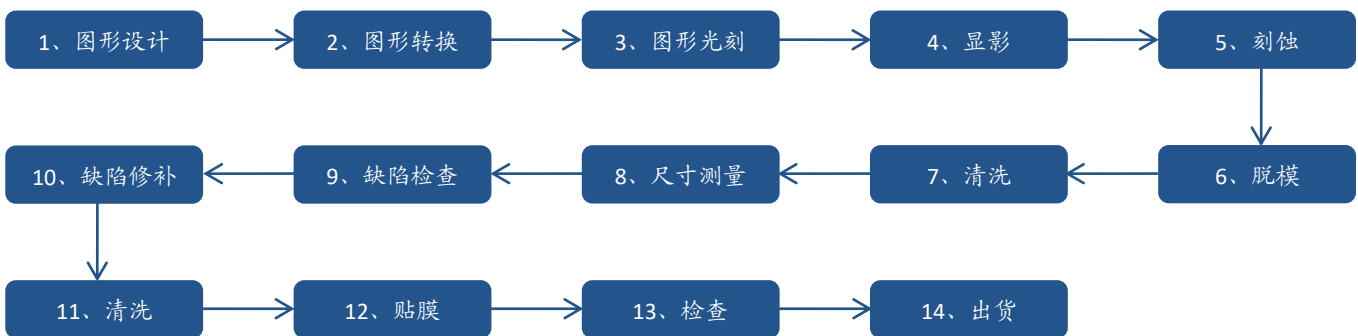 1、图形设计
2、图形转换
3、图形光刻
4、显影
5、刻蚀
6、脱模
7、清洗
8、尺寸测量
9、缺陷检查
10、缺陷修补
11、清洗
12、贴膜
13、检查
14、出货